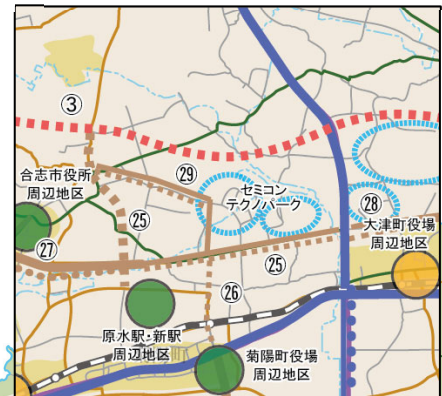 ③
合志市役所
周辺地区
㉙
セミコン
テクノパーク
㉕
㉘
大津町役場
周辺地区
㉗
㉕
㉖
原水駅・新駅
周辺地区
菊陽町役場
周辺地区